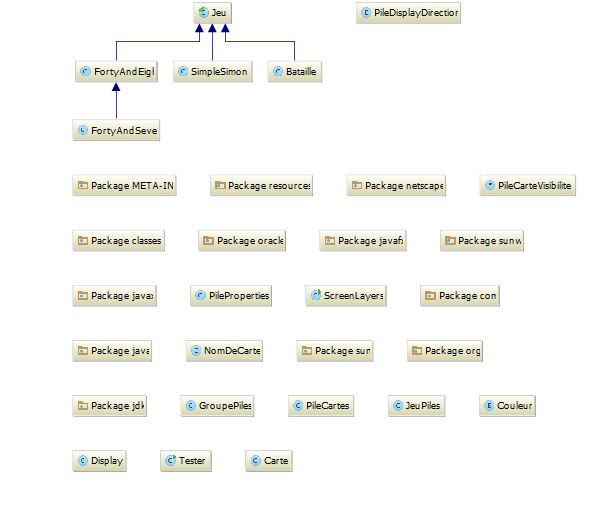 Jeu PileDisplayDirection
FortyAndEigl SimpleSimon Bataille
FortyAndSeve
Package META-IN Package resources Package netscape PileCarteVisibilite
Package classes Package oracle Package javafx Package sunw
Package javax PileProperties ScreenLayers Package com
Package java NomDeCarte Package sun Package org
Package jdk GroupePiles PileCartes JeuPiles Couleur
Display Tester Carte